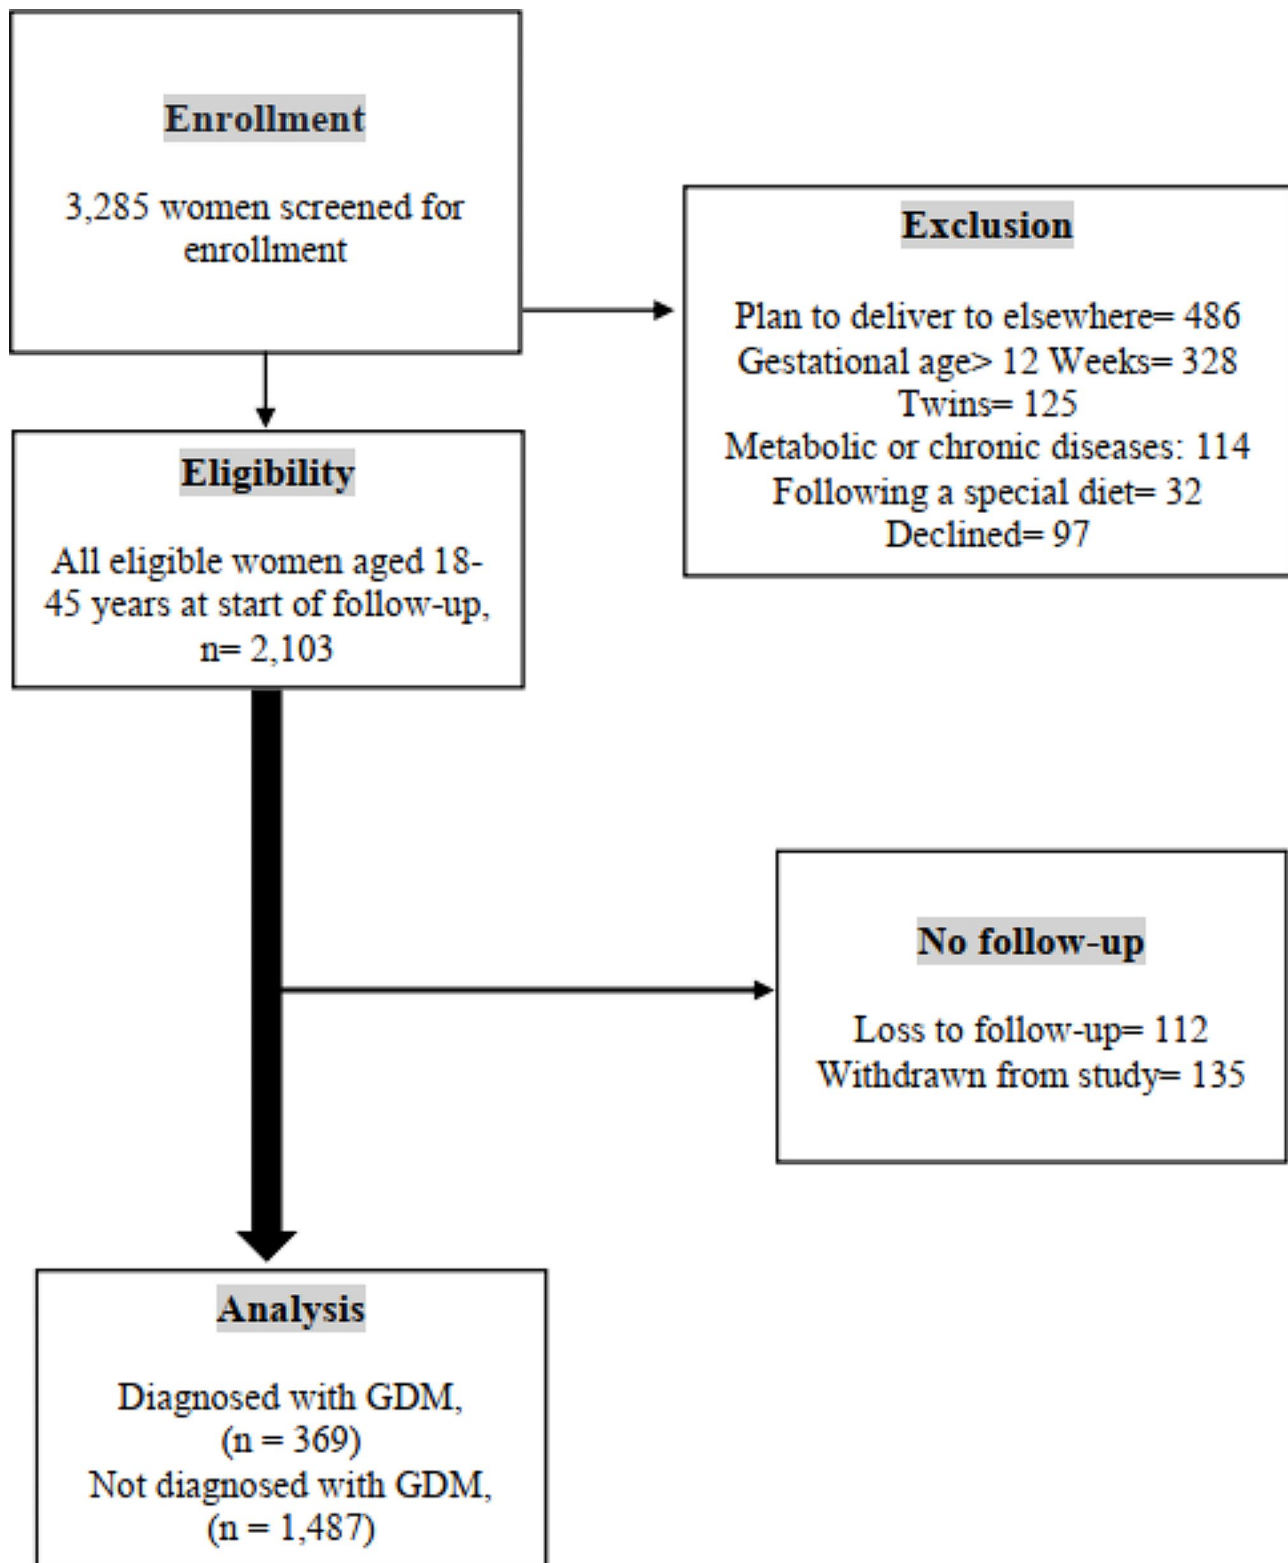 Enrollment
3,285 women screened for
enrollment
Exclusion
Plan to deliver to elsewhere= 486
Gestational age> 12 Weeks= 328
Twins= 125
Metabolic or chronic diseases: 114
Following a special diet= 32
Declined= 97
Eligibility
All eligible women aged 18-
45 years at start of follow-up,
n= 2,103
No follow-up
Loss to follow-up= 112
Withdrawn from study= 135
Analysis
Diagnosed with GDM,
(n = 369)
Not diagnosed with GDM,
(n = 1,487)